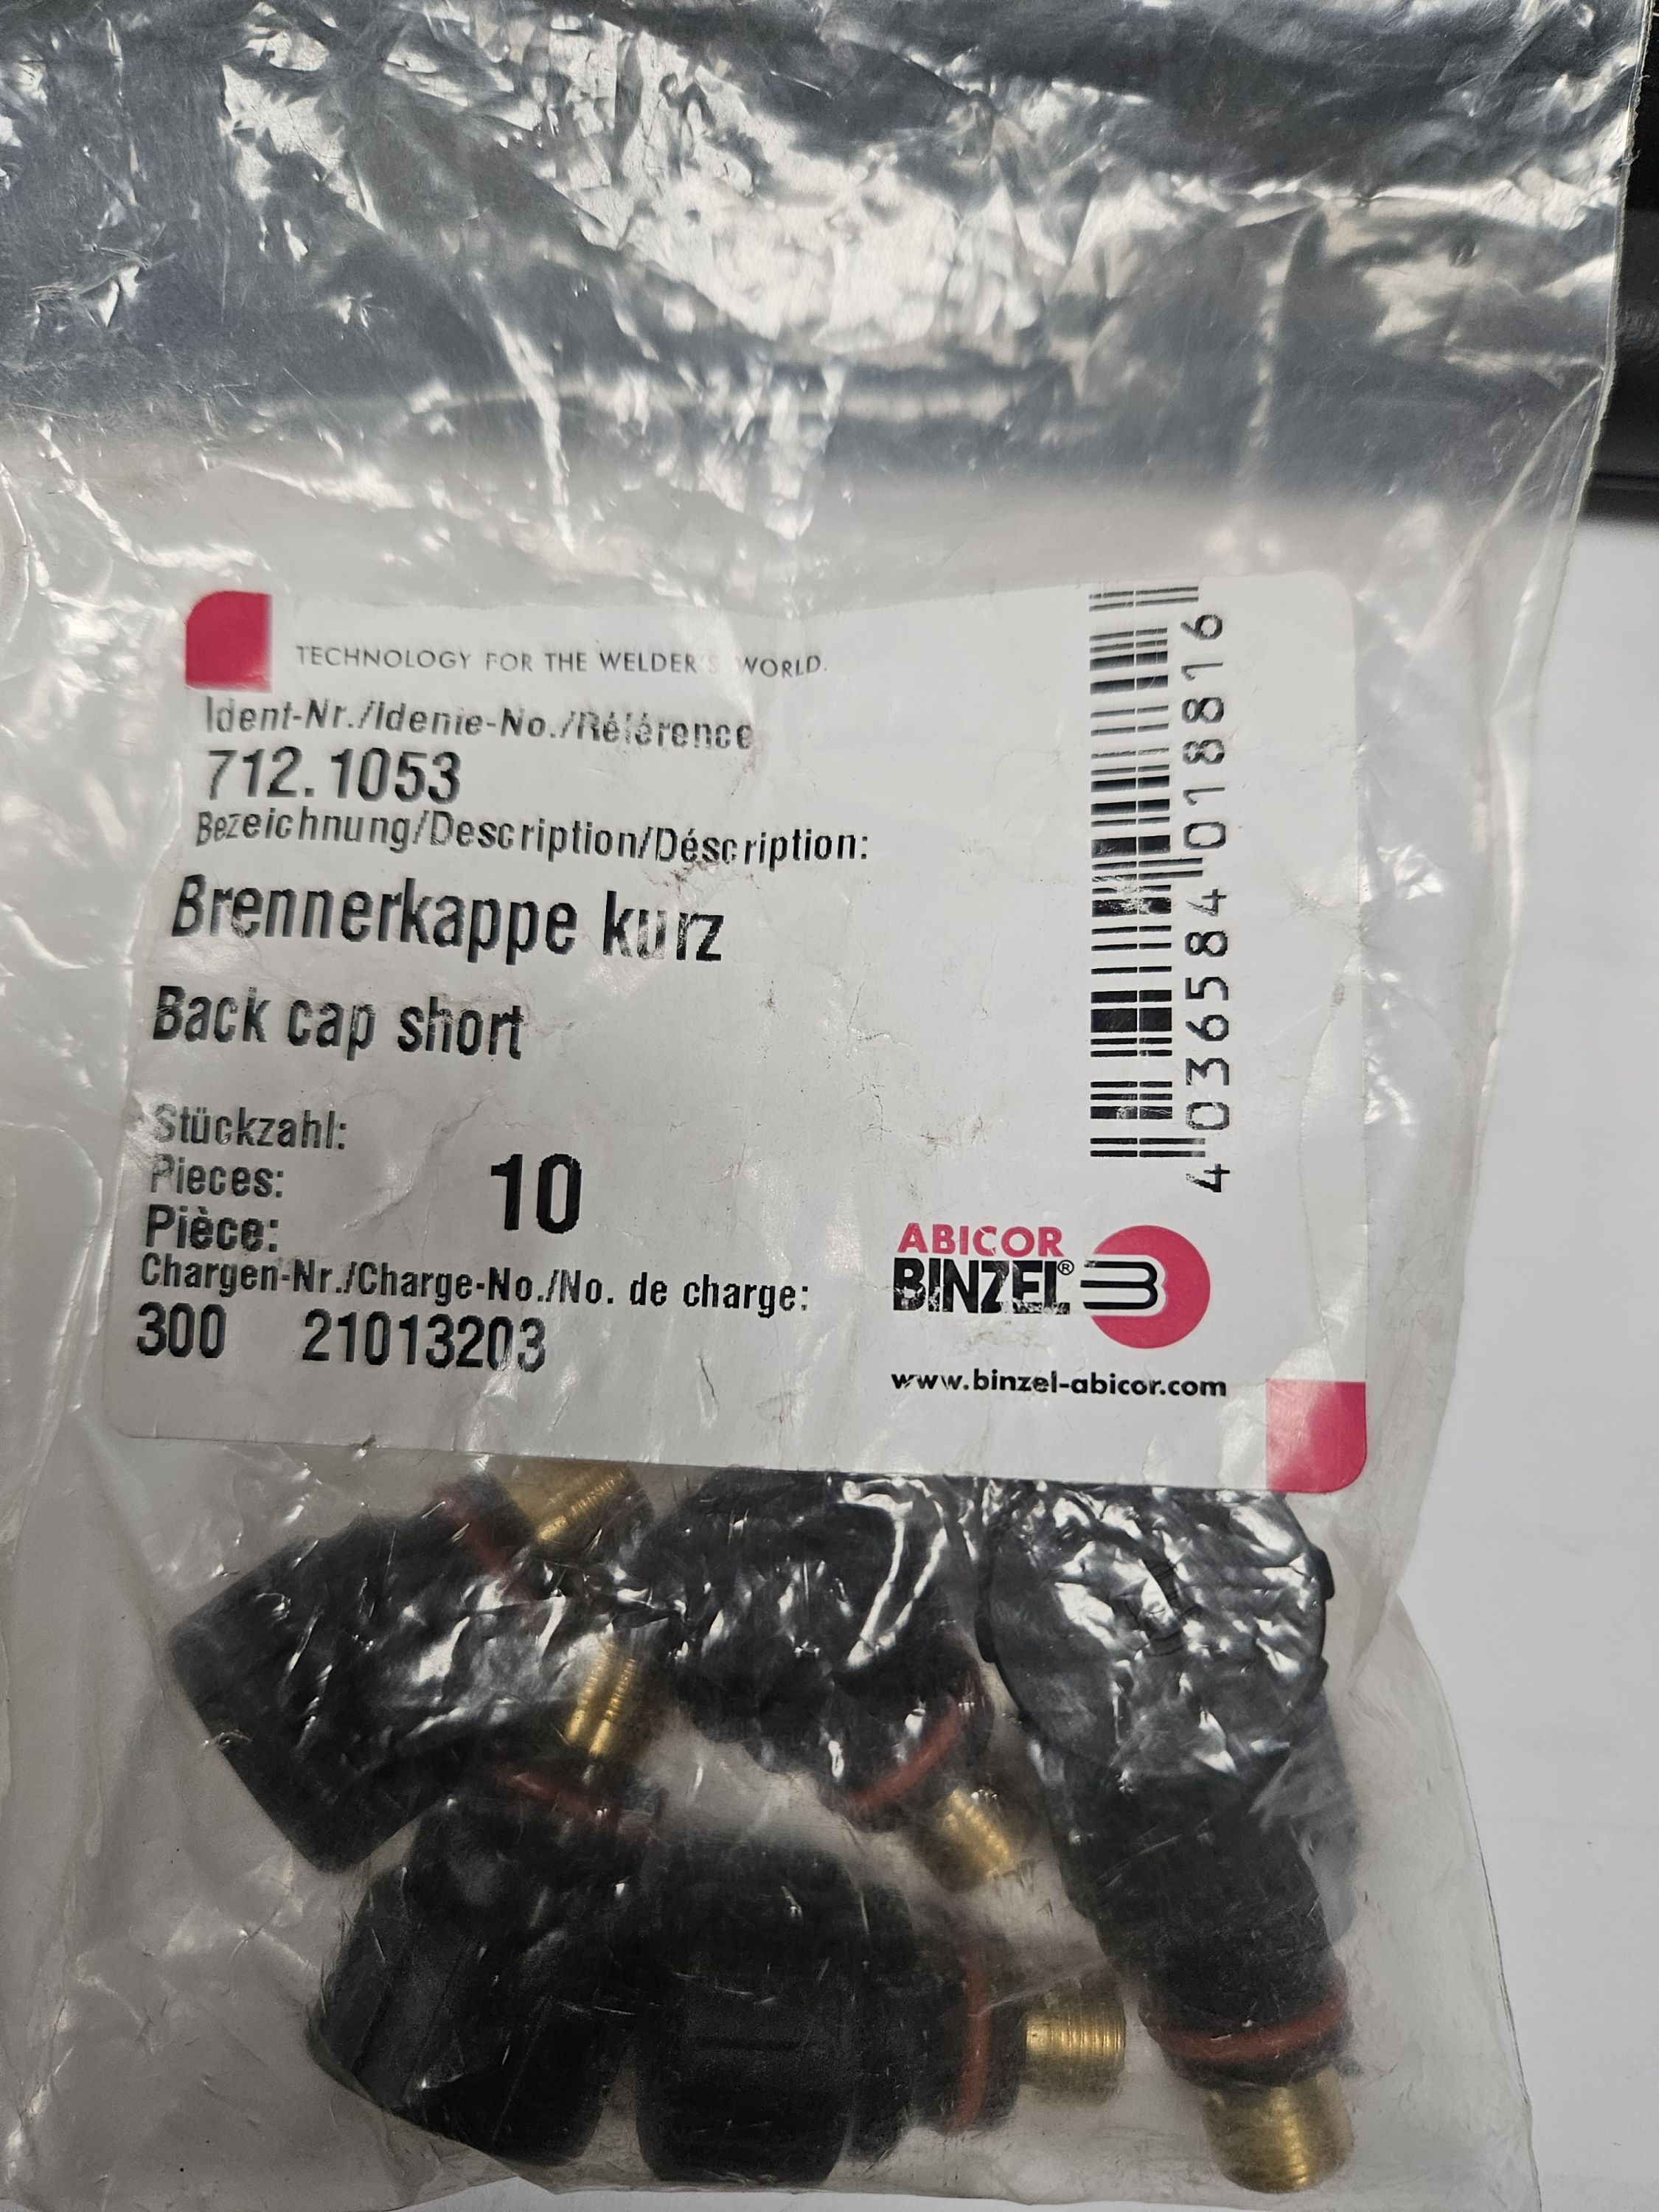 TECHNOLOGY FOR THE WELDER'S WORLD.
Ident-Nr./Idenie-No./Référence
712.1053
Bezeichnung/Description/Déscription:
Brennerkappe kurz
Back cap short
Stückzahl:
Pieces:
Pièce:
10
Chargen-Nr./Charge-No./No. de charge:
300 21013203
4 036584 018816
ABICOR
BINZEL®
www.binzel-abicor.com